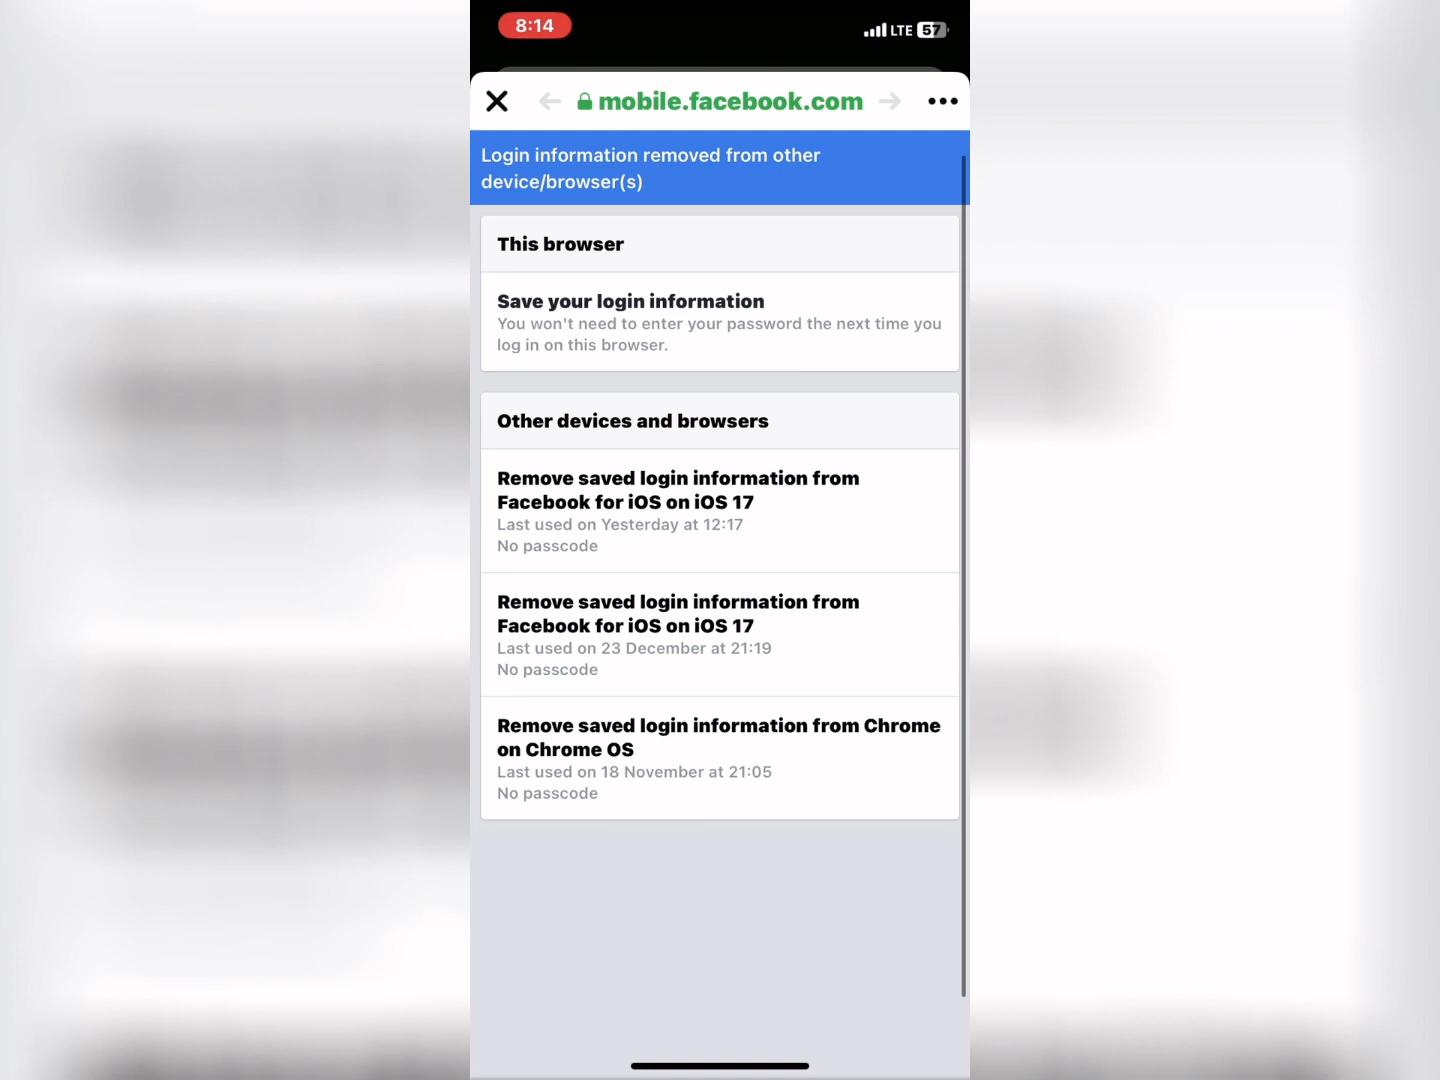 8:14
LTE 57
mobile.facebook.com
Login information removed from other
device/browser(s)
This browser
Save your login information
You won't need to enter your password the next time you
log in on this browser.
Other devices and browsers
Remove saved login information from
Facebook for iOS on iOS 17
Last used on Yesterday at 12:17
No passcode
Remove saved login information from
Facebook for iOS on iOS 17
Last used on 23 December at 21:19
No passcode
Remove saved login information from Chrome
on Chrome OS
Last used on 18 November at 21:05
No passcode